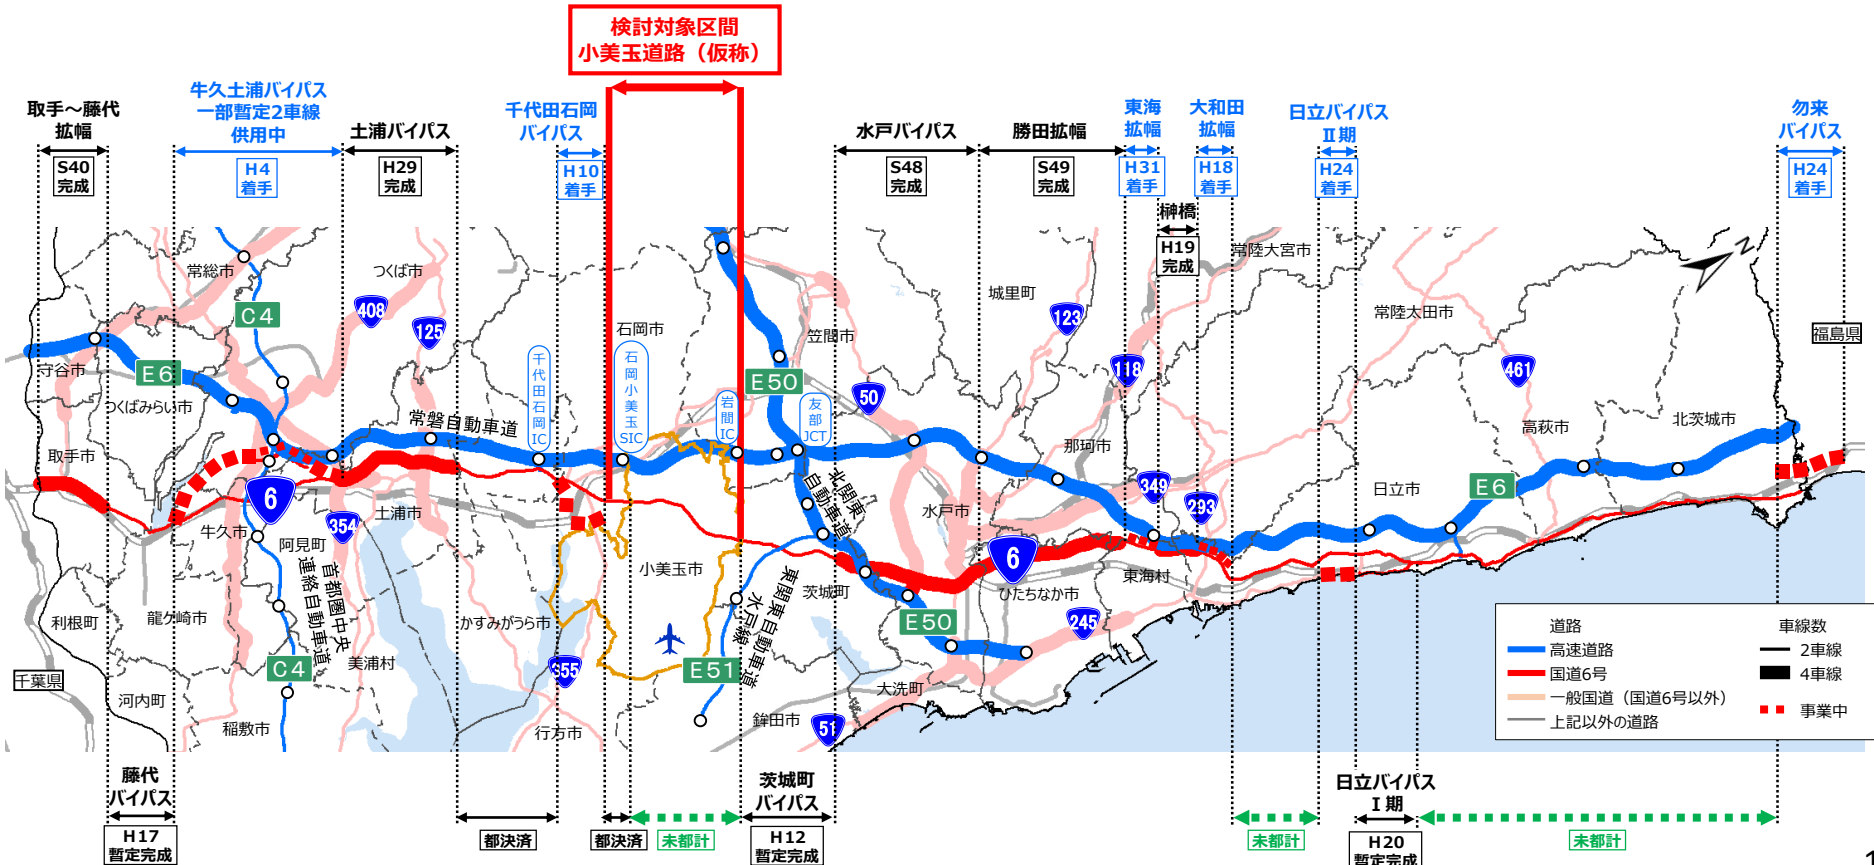 検討対象区間
小美玉道路（仮称）
取手～藤代
拡幅
S40
完成
牛久土浦バイパス
一部暫定2車線
供用中
H4
着手
土浦バイパス
H29
完成
千代田石岡
バイパス
H10
着手
水戸バイパス
S48
完成
勝田拡幅
S49
完成
東海
拡幅
H31
着手
大和田
拡幅
H18
着手
榊橋
H19
完成
日立バイパス
Ⅱ期
H24
着手
勿来
バイパス
H24
着手
常総市
つくば市
C4
408
125
石岡市
笠間市
城里町
123
常陸大宮市
常陸太田市
福島県
N
守谷市
E6
つくばみらい市
常磐自動車道
千代田石岡IC
石岡小美玉SIC
岩間IC
友部JCT
E50
50
118
461
那珂市
高萩市
北茨城市
取手市
6
牛久市
354
土浦市
阿見町
首都圏中央
連絡自動車道
小美玉市
北関東
自動車道
水戸市
6
349
293
日立市
E6
東海村
ひたちなか市
245
茨城町
東関東自動車道
水戸線
E50
E51
利根町
龍ケ崎市
かすみがうら市
美浦村
355
C4
千葉県
河内町
稲敷市
行方市
鉾田市
大洗町
51
道路
車線数
高速道路
2車線
国道6号
4車線
一般国道（国道6号以外）
事業中
上記以外の道路
藤代
バイパス
H17
暫定完成
都決済
都決済
未都計
茨城町
バイパス
H12
暫定完成
未都計
日立バイパス
Ⅰ期
H20
暫定完成
未都計
1